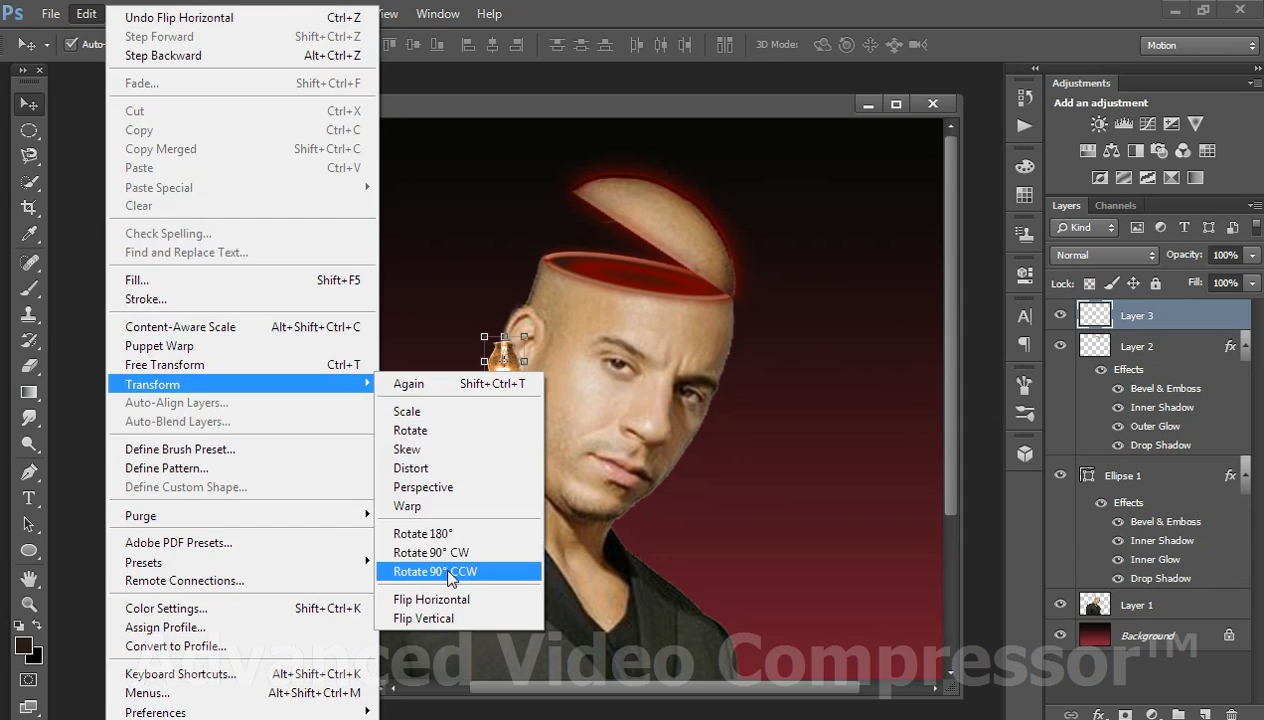 Ps File Edit iew Window Help
Auto-
3D Mode:
Motion
Undo Flip Horizontal Ctrl+Z
Step Forward Shift+Ctrl+Z
Step Backward Alt+Ctrl+Z
Fade... Shift+Ctrl+F
Cut Ctrl+X
Copy Ctrl+C
Copy Merged Shift+Ctrl+C
Paste Ctrl+V
Paste Special
Clear
Check Spelling...
Find and Replace Text...
Fill... Shift+F5
Stroke...
Content-Aware Scale Alt+Shift+Ctrl+C
Puppet Warp
Free Transform Ctrl+T
Transform
Auto-Align Layers...
Auto-Blend Layers...
Define Brush Preset...
Define Pattern...
Define Custom Shape...
Purge
Adobe PDF Presets...
Presets
Remote Connections...
Color Settings... Shift+Ctrl+K
Assign Profile...
Convert to Profile...
Keyboard Shortcuts... Alt+Shift+Ctrl+K
Menus... Alt+Shift+Ctrl+M
Preferences
Again Shift+Ctrl+T
Scale
Rotate
Skew
Distort
Perspective
Warp
Rotate 180°
Rotate 90° CW
Rotate 90° CCW
Flip Horizontal
Flip Vertical
Adjustments
Add an adjustment
Layers Channels
Kind
Normal Opacity: 100%
Lock: Fill: 100%
Layer 3
Layer 2 fx
Effects
Bevel & Emboss
Inner Shadow
Outer Glow
Drop Shadow
Ellipse 1 fx
Effects
Bevel & Emboss
Inner Shadow
Inner Glow
Drop Shadow
Layer 1
Background
Advanced Video Compressor™